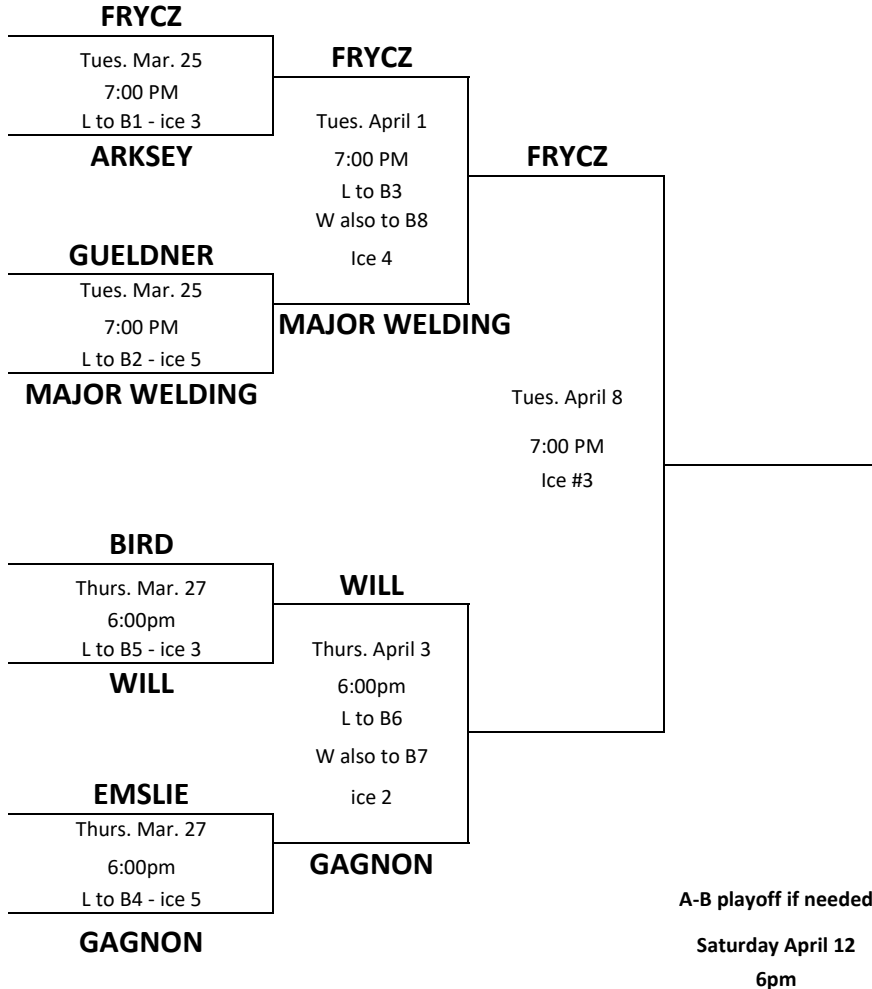 FRYCZ
Tues. Mar. 25
7:00 PM
L to B1 - ice 3
ARKSEY
GUELDNER
Tues. Mar. 25
7:00 PM
L to B2 - ice 5
MAJOR WELDING
FRYCZ
Tues. April 1
7:00 PM
L to B3
W also to B8
Ice 4
MAJOR WELDING
FRYCZ
Tues. April 8
7:00 PM
Ice #3
BIRD
Thurs. Mar. 27
6:00pm
L to B5 - ice 3
WILL
EMSLIE
Thurs. Mar. 27
6:00pm
L to B4 - ice 5
GAGNON
WILL
Thurs. April 3
6:00pm
L to B6
W also to B7
ice 2
GAGNON
A-B playoff if needed
Saturday April 12
6pm